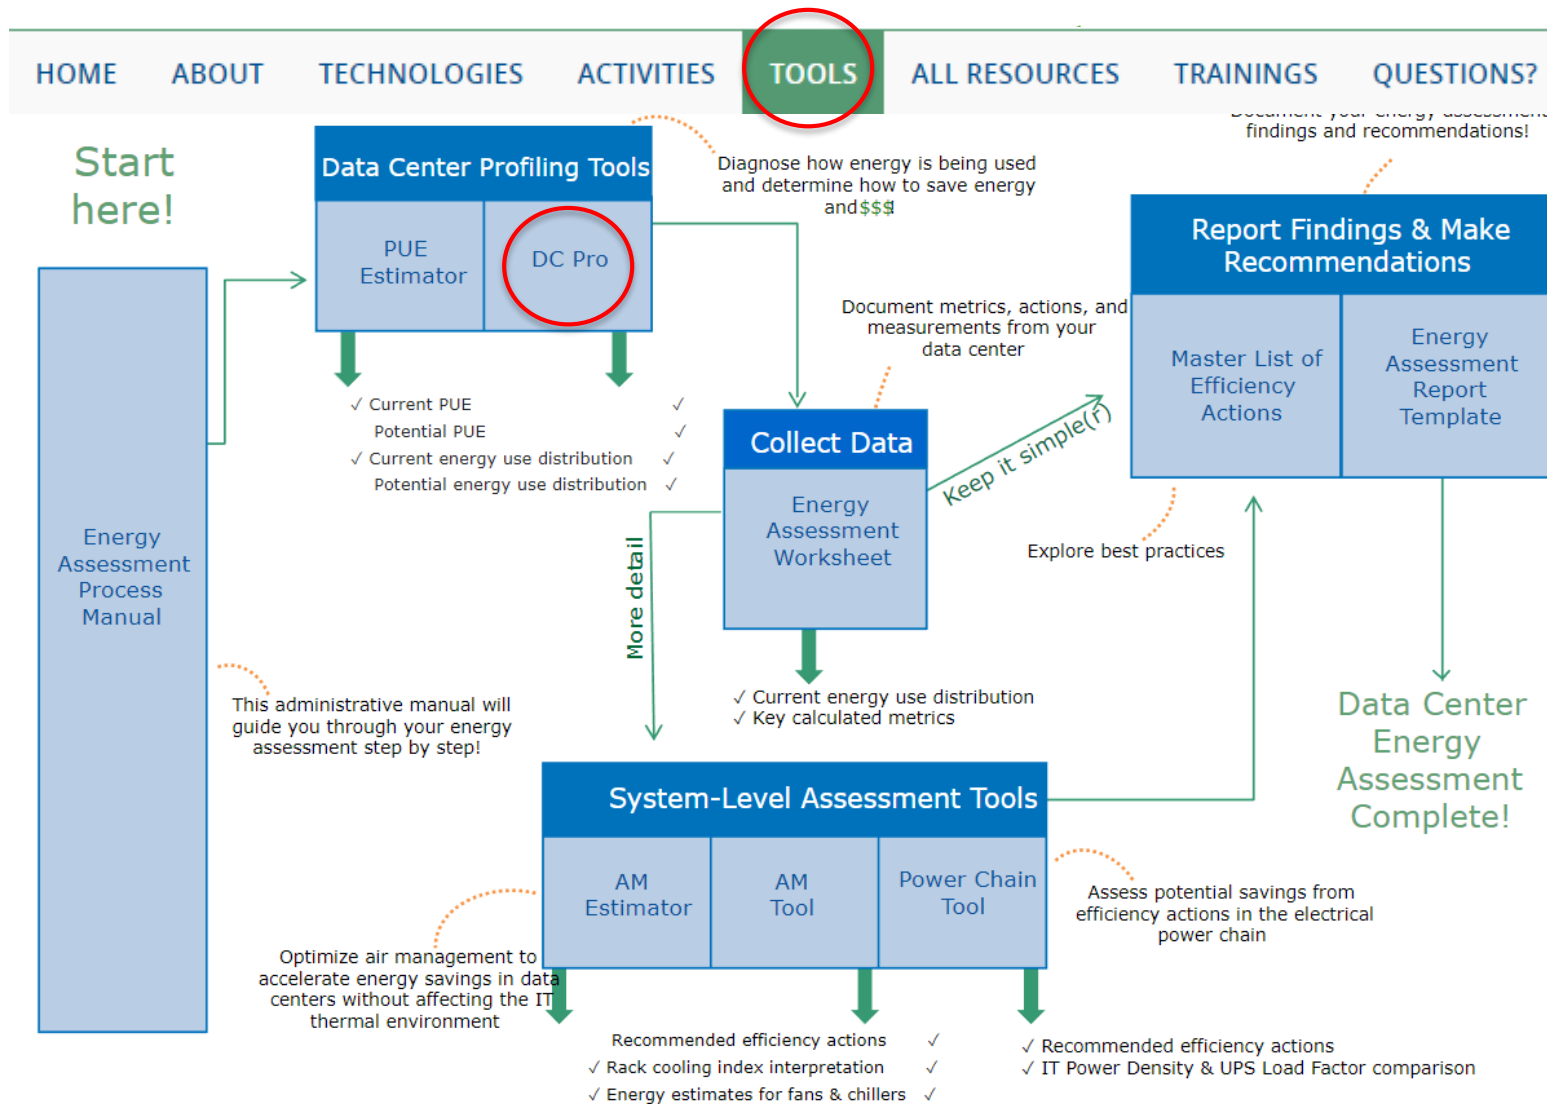 HOME ABOUT TECHNOLOGIES ACTIVITIES TOOLS ALL RESOURCES TRAININGS QUESTIONS?
Start
here!
Data Center Profiling Tools
PUE
Estimator
DC Pro
Diagnose how energy is being used
and determine how to save energy
and $$$!
Document your energy assessment
findings and recommendations!
Report Findings & Make
Recommendations
Master List of
Efficiency
Actions
Energy
Assessment
Report
Template
✓ Current PUE ✓
Potential PUE ✓
✓ Current energy use distribution ✓
Potential energy use distribution ✓
Document metrics, actions, and
measurements from your
data center
Collect Data
Energy
Assessment
Worksheet
Keep it simple(r)
More detail
Explore best practices
Energy
Assessment
Process
Manual
This administrative manual will
guide you through your energy
assessment step by step!
✓ Current energy use distribution
✓ Key calculated metrics
Data Center
Energy
Assessment
Complete!
System-Level Assessment Tools
AM
Estimator
AM
Tool
Power Chain
Tool
Optimize air management to
accelerate energy savings in data
centers without affecting the IT
thermal environment
Assess potential savings from
efficiency actions in the electrical
power chain
Recommended efficiency actions ✓
✓ Rack cooling index interpretation ✓
✓ Energy estimates for fans & chillers ✓
✓ Recommended efficiency actions
✓ IT Power Density & UPS Load Factor comparison